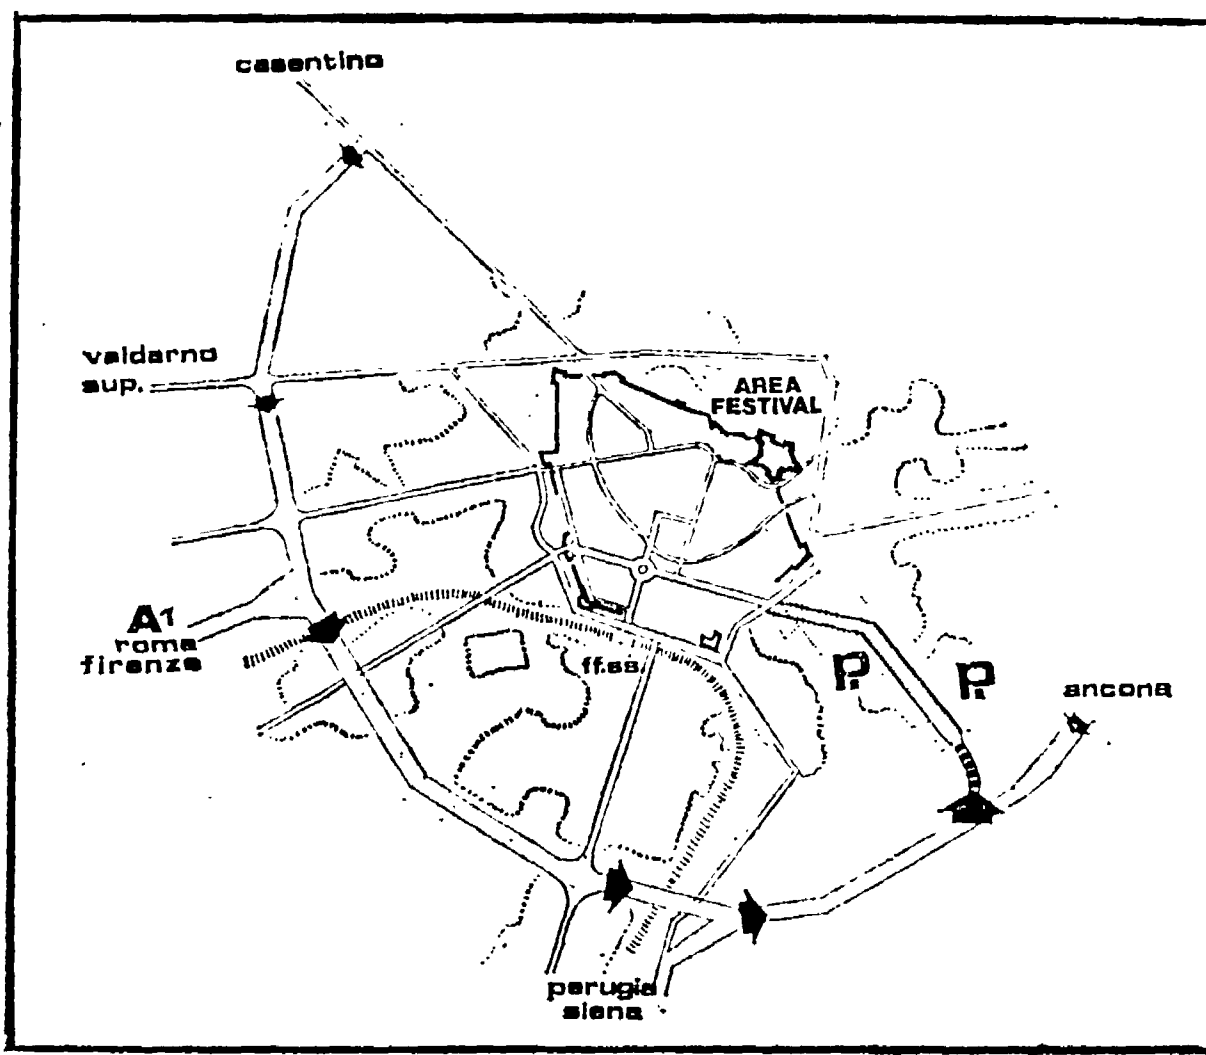 casentino
valdarno
sup.
AREA
FESTIVAL
A1
roma
firenze
ff.ss.
P.
P.
ancona
perugia
siena